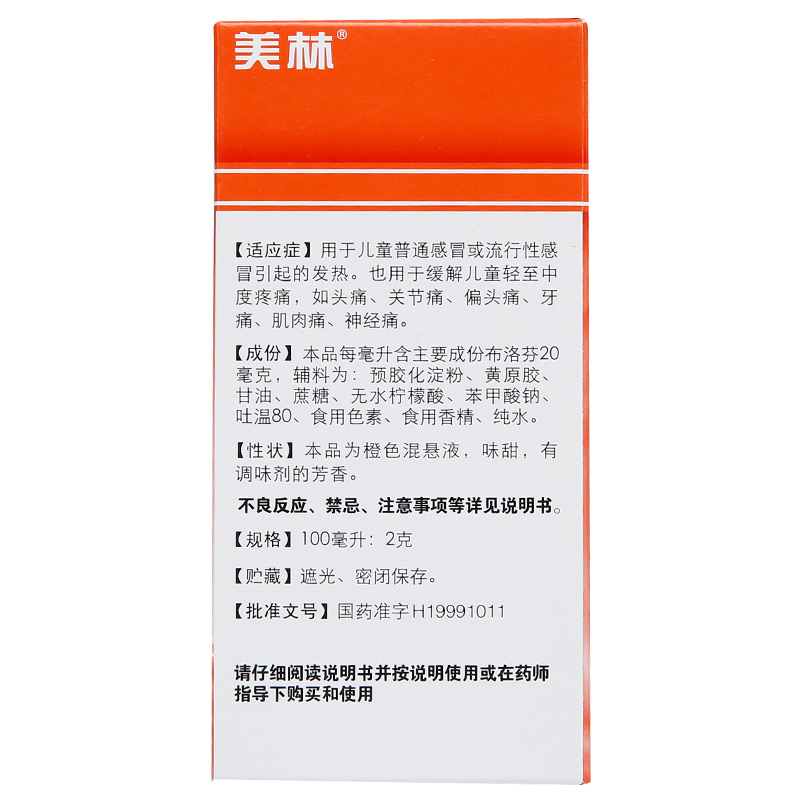 美林®
【适应症】用于儿童普通感冒或流行性感
冒引起的发热。也用于缓解儿童轻至中
度疼痛，如头痛、关节痛、偏头痛、牙
痛、肌肉痛、神经痛。
【成份】本品每毫升含主要成份布洛芬20
毫克，辅料为：预胶化淀粉、黄原胶、
甘油、蔗糖、无水柠檬酸、苯甲酸钠、
吐温80、食用色素、食用香精、纯水。
【性状】本品为橙色混悬液，味甜，有
调味剂的芳香。
不良反应、禁忌、注意事项等详见说明书。
【规格】100毫升：2克
【贮藏】遮光、密闭保存。
【批准文号】国药准字H19991011
请仔细阅读说明书并按说明使用或在药师
指导下购买和使用